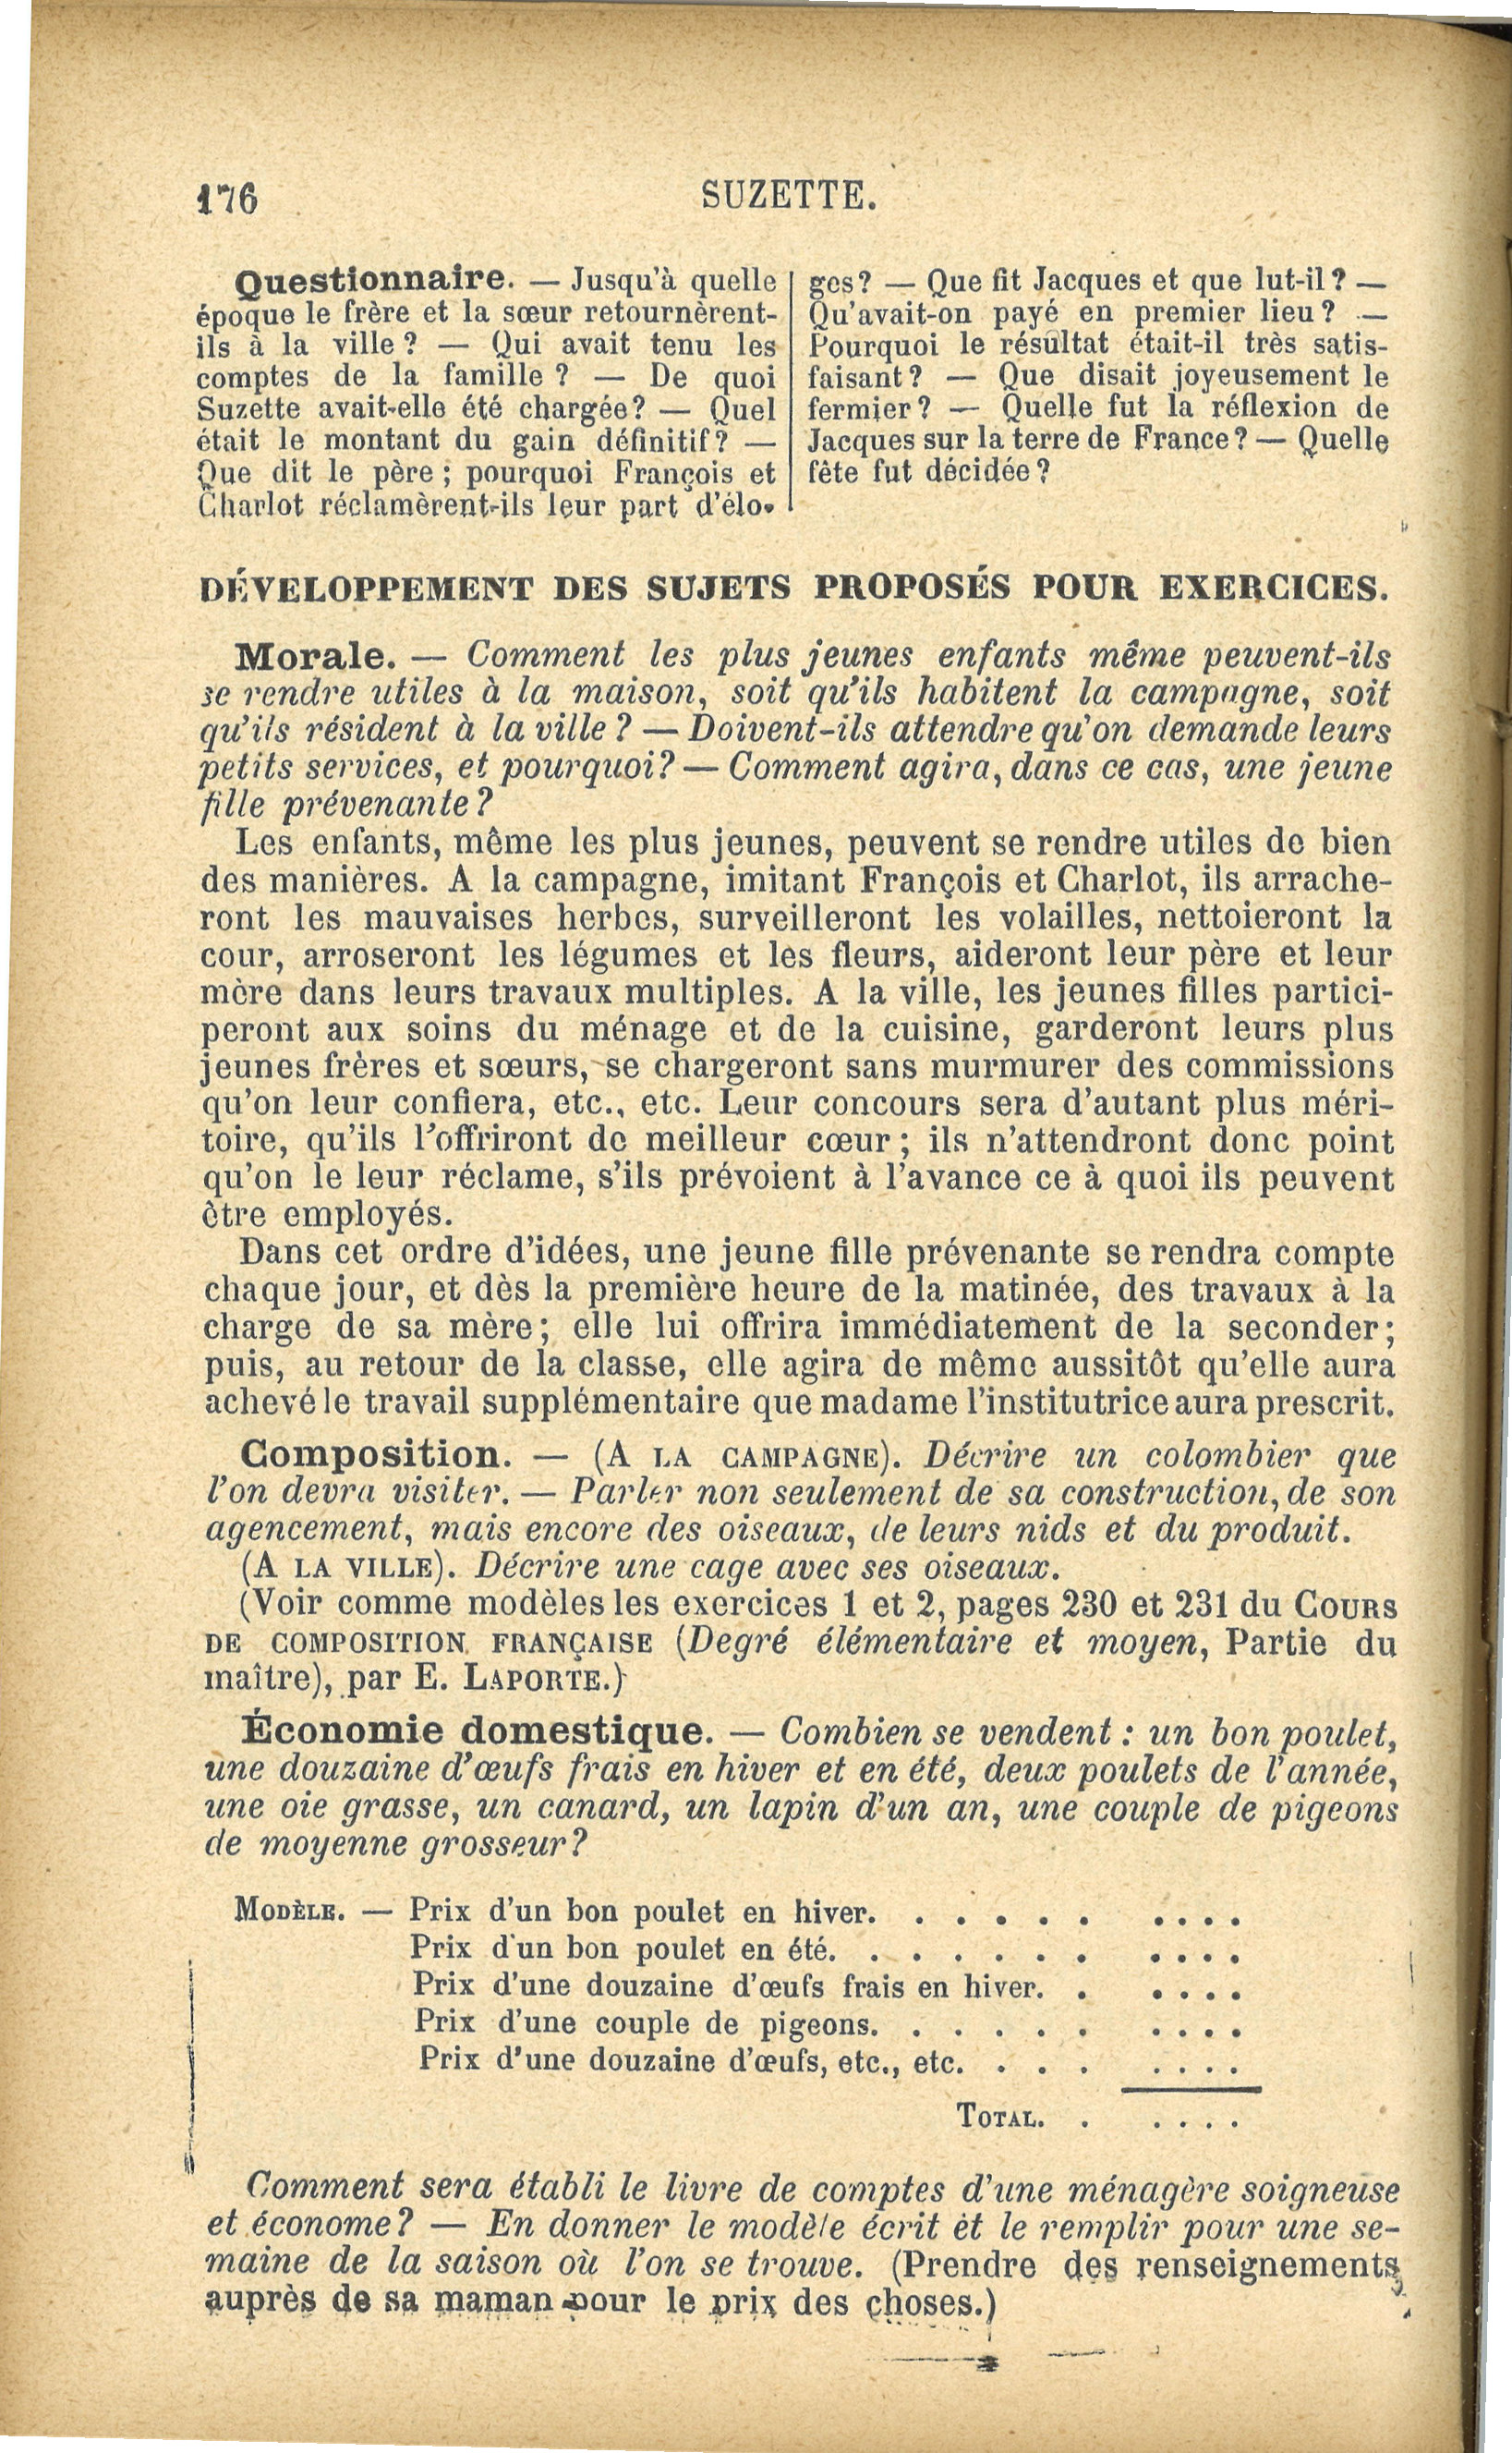 176
SUZETTE.
Questionnaire. — Jusqu'à quelle
époque le frère et la sœur retournèrent-
ils à la ville ? — Qui avait tenu les
comptes de la famille ? — De quoi
Suzette avait-elle été chargée? — Quel
était le montant du gain définitif? —
Que dit le père ; pourquoi François et
Charlot réclamèrent-ils leur part d'élo-
ges? — Que fit Jacques et que lut-il? —
Qu'avait-on payé en premier lieu? —
Pourquoi le résultat était-il très satis-
faisant? — Que disait joyeusement le
fermier? — Quelle fut la réflexion de
Jacques sur la terre de France? — Quelle
fête fut décidée?
DÉVELOPPEMENT DES SUJETS PROPOSÉS POUR EXERCICES.
Morale. — Comment les plus jeunes enfants même peuvent-ils
se rendre utiles à la maison, soit qu'ils habitent la campagne, soit
qu'ils résident à la ville? — Doivent-ils attendre qu'on demande leurs
petits services, et pourquoi? — Comment agira, dans ce cas, une jeune
fille prévenante?
Les enfants, même les plus jeunes, peuvent se rendre utiles de bien
des manières. A la campagne, imitant François et Charlot, ils arrache-
ront les mauvaises herbes, surveilleront les volailles, nettoieront la
cour, arroseront les légumes et les fleurs, aideront leur père et leur
mère dans leurs travaux multiples. A la ville, les jeunes filles partici-
peront aux soins du ménage et de la cuisine, garderont leurs plus
jeunes frères et sœurs, se chargeront sans murmurer des commissions
qu'on leur confiera, etc., etc. Leur concours sera d'autant plus méri-
toire, qu'ils l'offriront de meilleur cœur ; ils n'attendront donc point
qu'on le leur réclame, s'ils prévoient à l'avance ce à quoi ils peuvent
être employés.
Dans cet ordre d'idées, une jeune fille prévenante se rendra compte
chaque jour, et dès la première heure de la matinée, des travaux à la
charge de sa mère; elle lui offrira immédiatement de la seconder;
puis, au retour de la classe, elle agira de même aussitôt qu'elle aura
achevé le travail supplémentaire que madame l'institutrice aura prescrit.
Composition. — (A LA CAMPAGNE). Décrire un colombier que
l'on devra visiter. — Parler non seulement de sa construction, de son
agencement, mais encore des oiseaux, de leurs nids et du produit.
(A LA VILLE). Décrire une cage avec ses oiseaux.
(Voir comme modèles les exercices 1 et 2, pages 230 et 231 du COURS
DE COMPOSITION FRANÇAISE (Degré élémentaire et moyen, Partie du
maître), par E. LAPORTE.)
Économie domestique. — Combien se vendent : un bon poulet,
une douzaine d'œufs frais en hiver et en été, deux poulets de l'année,
une oie grasse, un canard, un lapin d'un an, une couple de pigeons
de moyenne grosseur?
MODÈLE. — Prix d'un bon poulet en hiver. . . . . . . . . .
Prix d'un bon poulet en été. . . . . . . . . . .
Prix d'une douzaine d'œufs frais en hiver. . . . . .
Prix d'une couple de pigeons. . . . . . . . . .
Prix d'une douzaine d'œufs, etc., etc. . . . . . . .
TOTAL. . . . . .
Comment sera établi le livre de comptes d'une ménagère soigneuse
et économe? — En donner le modèle écrit et le remplir pour une se-
maine de la saison où l'on se trouve. (Prendre des renseignements
auprès de sa maman pour le prix des choses.)